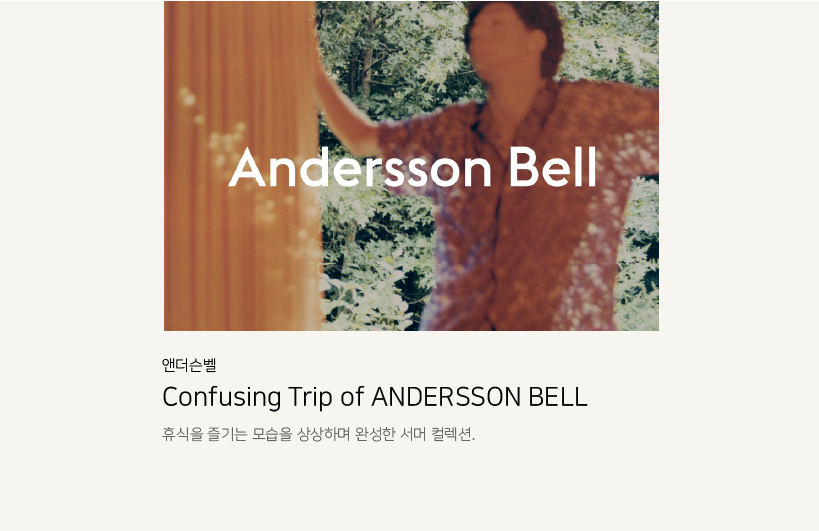 Andersson Bell
앤더슨벨
Confusing Trip of ANDERSSON BELL
휴식을 즐기는 모습을 상상하며 완성한 서머 컬렉션.